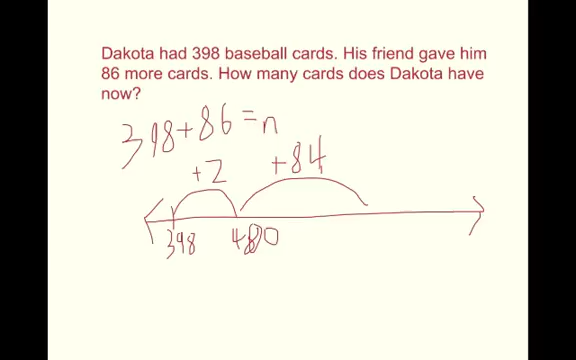 Dakota had 398 baseball cards. His friend gave him
86 more cards. How many cards does Dakota have
now?
398+86=n
+2 +84
398 400